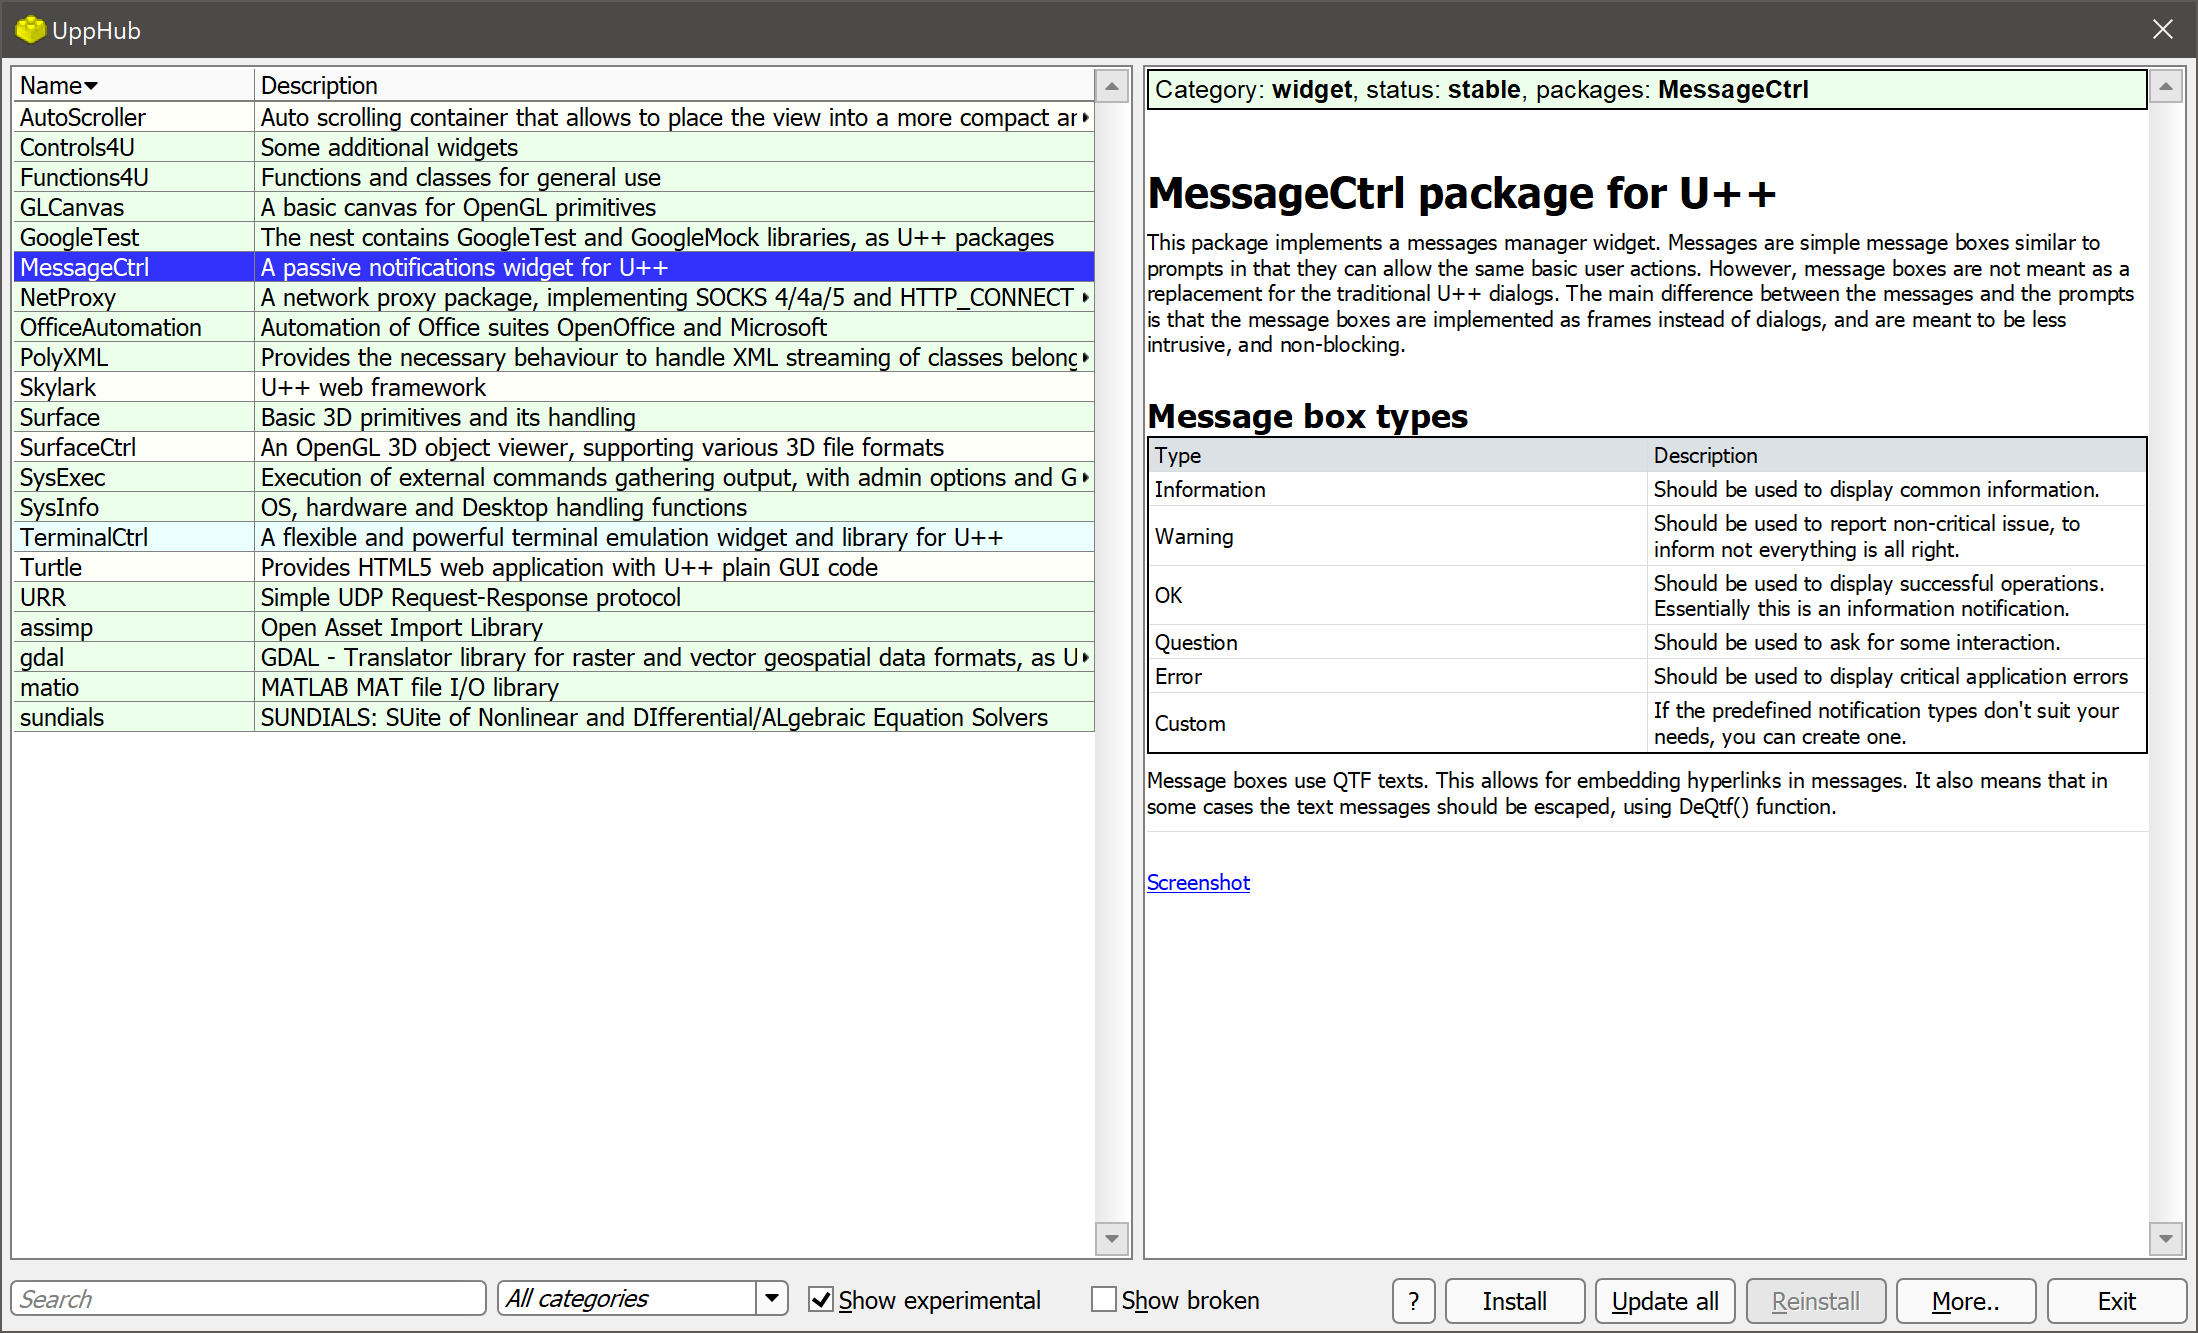 UppHub
Name Description
AutoScroller Auto scrolling container that allows to place the view into a more compact ar
Controls4U Some additional widgets
Functions4U Functions and classes for general use
GLCanvas A basic canvas for OpenGL primitives
GoogleTest The nest contains GoogleTest and GoogleMock libraries, as U++ packages
MessageCtrl A passive notifications widget for U++
NetProxy A network proxy package, implementing SOCKS 4/4a/5 and HTTP_CONNECT
OfficeAutomation Automation of Office suites OpenOffice and Microsoft
PolyXML Provides the necessary behaviour to handle XML streaming of classes belong
Skylark U++ web framework
Surface Basic 3D primitives and its handling
SurfaceCtrl An OpenGL 3D object viewer, supporting various 3D file formats
SysExec Execution of external commands gathering output, with admin options and G
SysInfo OS, hardware and Desktop handling functions
TerminalCtrl A flexible and powerful terminal emulation widget and library for U++
Turtle Provides HTML5 web application with U++ plain GUI code
URR Simple UDP Request-Response protocol
assimp Open Asset Import Library
gdal GDAL - Translator library for raster and vector geospatial data formats, as U
matio MATLAB MAT file I/O library
sundials SUNDIALS: SUite of Nonlinear and DIfferential/ALgebraic Equation Solvers
Category: widget, status: stable, packages: MessageCtrl
MessageCtrl package for U++
This package implements a messages manager widget. Messages are simple message boxes similar to
prompts in that they can allow the same basic user actions. However, message boxes are not meant as a
replacement for the traditional U++ dialogs. The main difference between the messages and the prompts
is that the message boxes are implemented as frames instead of dialogs, and are meant to be less
intrusive, and non-blocking.
Message box types
Type Description
Information Should be used to display common information.
Warning Should be used to report non-critical issue, to
inform not everything is all right.
OK Should be used to display successful operations.
Essentially this is an information notification.
Question Should be used to ask for some interaction.
Error Should be used to display critical application errors
Custom If the predefined notification types don't suit your
needs, you can create one.
Message boxes use QTF texts. This allows for embedding hyperlinks in messages. It also means that in
some cases the text messages should be escaped, using DeQtf() function.
Screenshot
Search All categories Show experimental Show broken ? Install Update all Reinstall More.. Exit